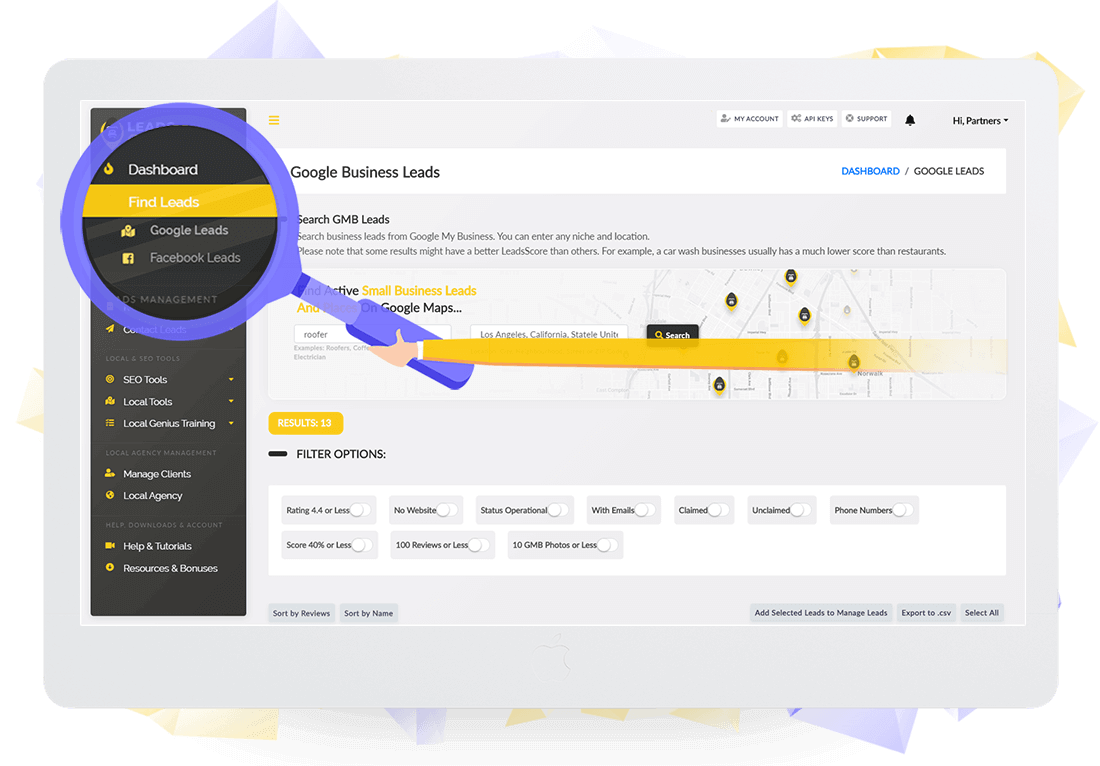 LEADS
Dashboard
Find Leads
Google Leads
Facebook Leads
LEADS MANAGEMENT
Contact Leads
LOCAL & SEO TOOLS
SEO Tools
Local Tools
Local Genius Training
LOCAL AGENCY MANAGEMENT
Manage Clients
Local Agency
HELP, DOWNLOADS & ACCOUNT
Help & Tutorials
Resources & Bonuses
MY ACCOUNT API KEYS SUPPORT Hi, Partners
Google Business Leads DASHBOARD / GOOGLE LEADS
Search GMB Leads
Search business leads from Google My Business. You can enter any niche and location.
Please note that some results might have a better LeadsScore than others. For example, a car wash businesses usually has a much lower score than restaurants.
Find Active Small Business Leads
And On Google Maps...
roofer Los Angeles, California, Statele Unite Search
Examples: Roofers,
Electrician
Norwalk
RESULTS: 13
FILTER OPTIONS:
Rating 4.4 or Less No Website Status Operational With Emails Claimed Unclaimed Phone Numbers
Score 40% or Less 100 Reviews or Less 10 GMB Photos or Less
Sort by Reviews Sort by Name Add Selected Leads to Manage Leads Export to .csv Select All